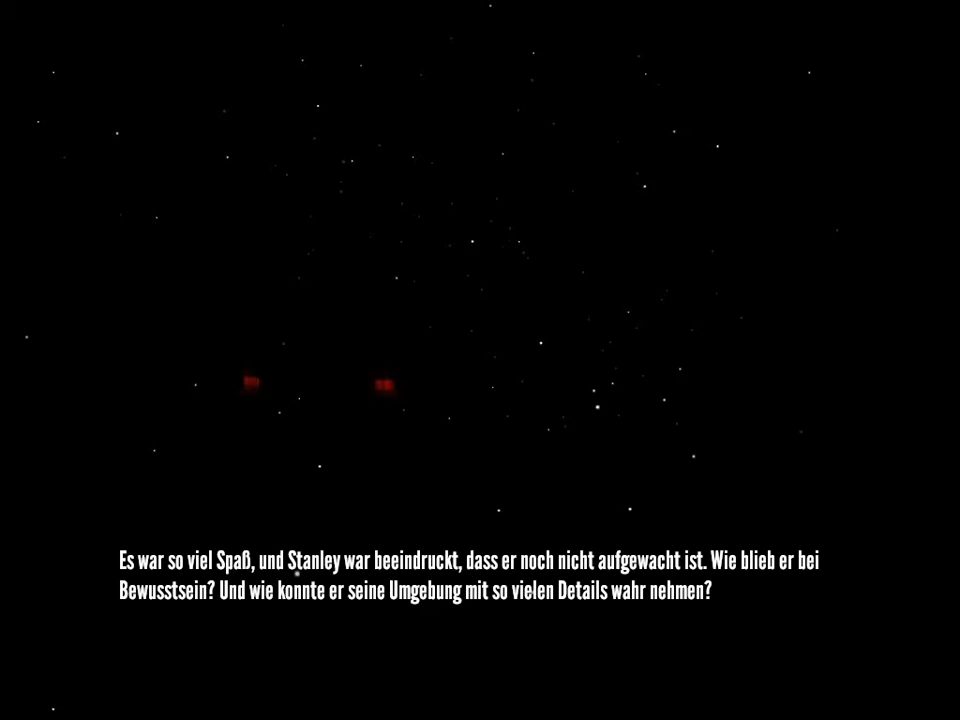 Es war so viel Spaß, und Stanley war beeindruckt, dass er noch nicht aufgewacht ist. Wie blieb er bei
Bewusstsein? Und wie konnte er seine Umgebung mit so vielen Details wahr nehmen?